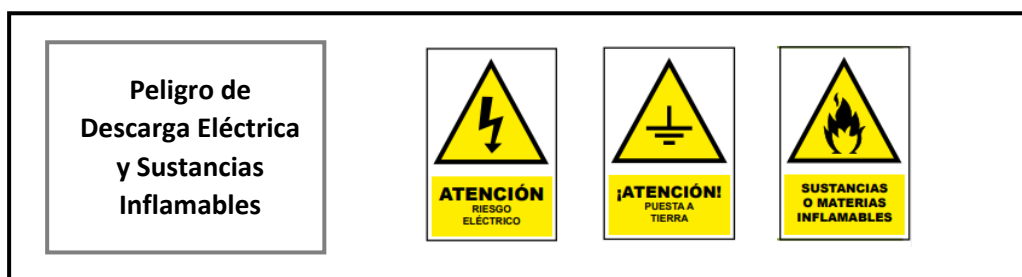 Peligro de
Descarga Eléctrica
y Sustancias
Inflamables
ATENCIÓN
RIESGO
ELÉCTRICO
¡ATENCIÓN!
PUESTA A
TIERRA
SUSTANCIAS
O MATERIAS
INFLAMABLES